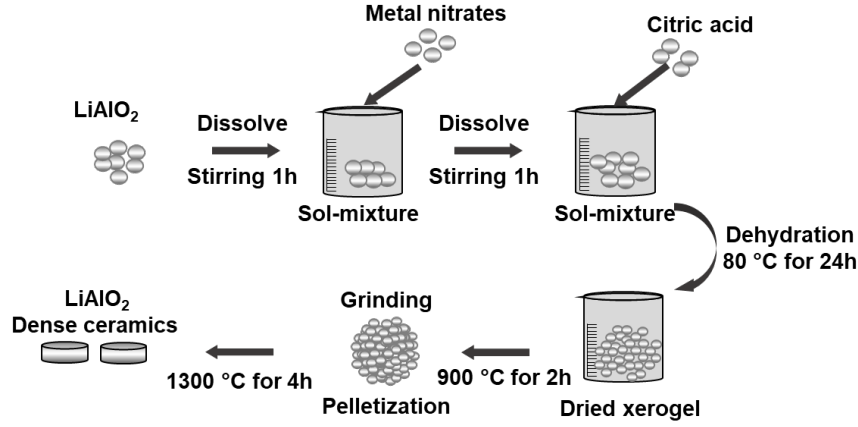 Metal nitrates
Citric acid
LiAlO₂
Dissolve
Stirring 1h
Dissolve
Stirring 1h
Sol-mixture
Sol-mixture
Dehydration
80 °C for 24h
LiAlO₂
Dense ceramics
1300 °C for 4h
Grinding
Pelletization
900 °C for 2h
Dried xerogel